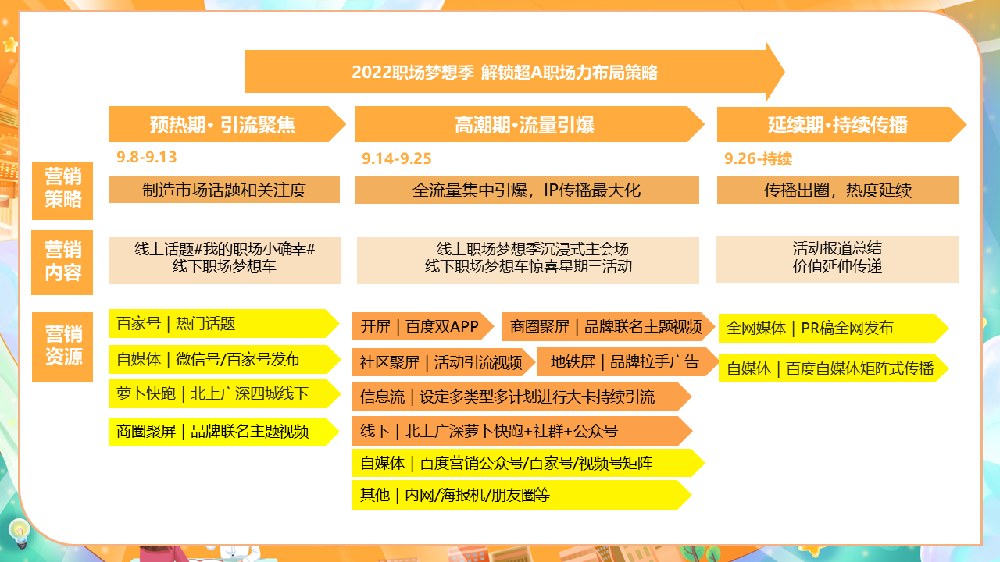 2022职场梦想季 解锁超A职场力布局策略
预热期• 引流聚焦
高潮期•流量引爆
延续期•持续传播
9.8-9.13
9.14-9.25
9.26-持续
营销
策略
制造市场话题和关注度
全流量集中引爆，IP传播最大化
传播出圈，热度延续
营销
内容
线上话题#我的职场小确幸#
线下职场梦想车
线上职场梦想季沉浸式主会场
线下职场梦想车惊喜星期三活动
活动报道总结
价值延伸传递
营销
资源
百家号｜热门话题
自媒体｜微信号/百家号发布
萝卜快跑｜北上广深四城线下
商圈聚屏｜品牌联名主题视频
开屏｜百度双APP
商圈聚屏｜品牌联名主题视频
社区聚屏｜活动引流视频
地铁屏｜品牌拉手广告
信息流｜设定多类型多计划进行大卡持续引流
线下｜北上广深萝卜快跑+社群+公众号
自媒体｜百度营销公众号/百家号/视频号矩阵
其他｜内网/海报机/朋友圈等
全网媒体｜PR稿全网发布
自媒体｜百度自媒体矩阵式传播